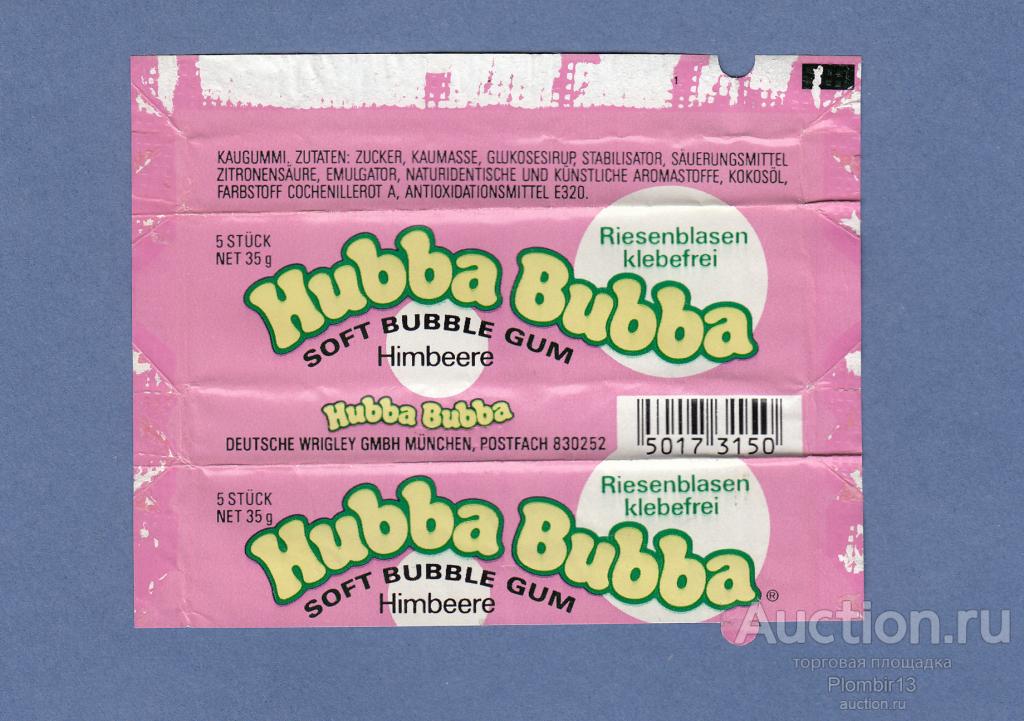 1
KAUGUMMI. ZUTATEN: ZUCKER, KAUMASSE, GLUKOSESIRUP, STABILISATOR, SÄUERUNGSMITTEL
ZITRONENSÄURE, EMULGATOR, NATURIDENTISCHE UND KÜNSTLICHE AROMASTOFFE, KOKOSÖL,
FARBSTOFF COCHENILLEROT A, ANTIOXIDATIONSMITTEL E320.
5 STÜCK
NET 35 g
Riesenblasen
klebefrei
Hubba Bubba
SOFT BUBBLE GUM
Himbeere
Hubba Bubba
DEUTSCHE WRIGLEY GMBH MÜNCHEN, POSTFACH 830252
5017 3150
5 STÜCK
NET 35 g
Riesenblasen
klebefrei
Hubba Bubba®
SOFT BUBBLE GUM
Himbeere
Auction.ru
торговая площадка
Plombir13
auction.ru